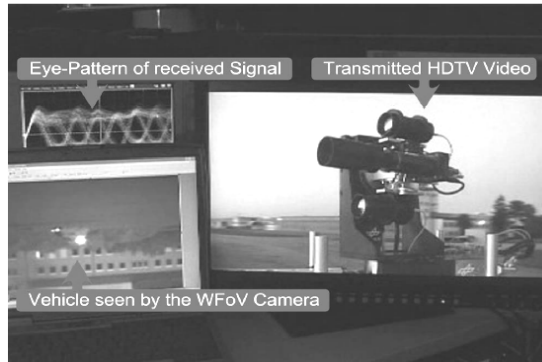 Eye-Pattern of received Signal
Transmitted HDTV Video
Vehicle seen by the WFoV Camera